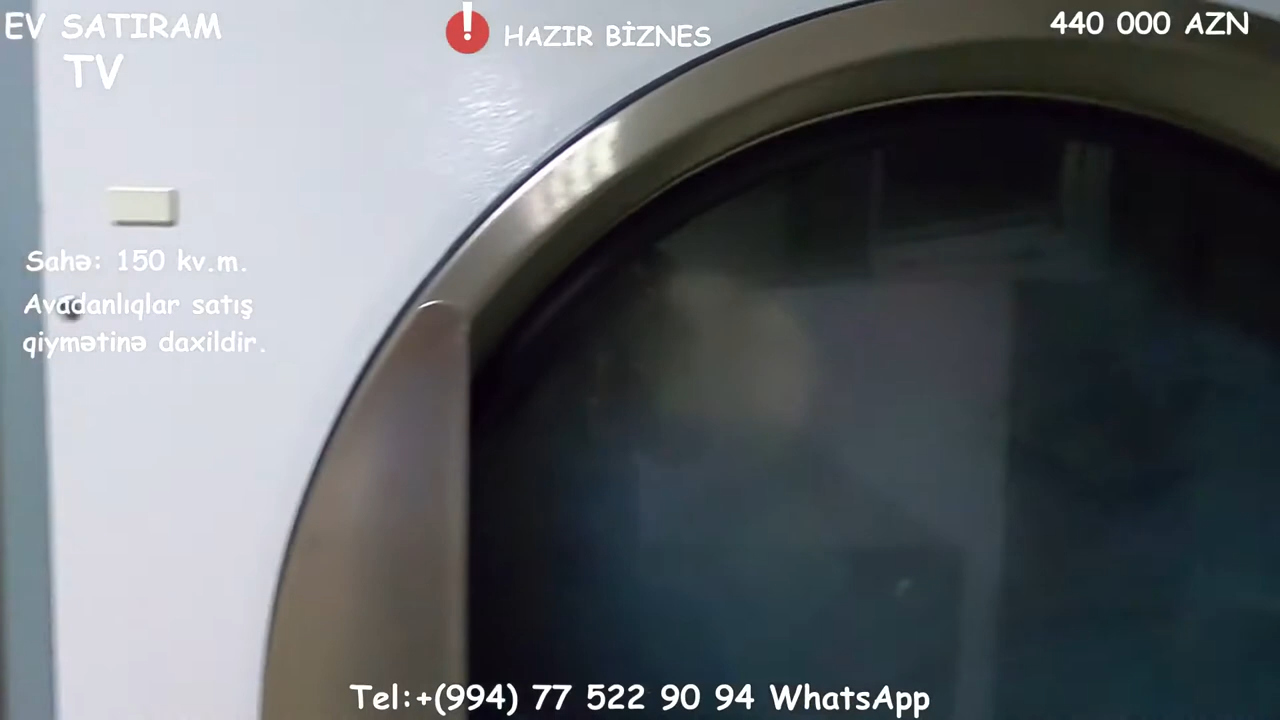 EV SATIRAM
TV
! HAZIR BİZNES
440 000 AZN
Sahə: 150 kv.m.
Avadanlıqlar satış
qiymətinə daxildir.
Tel:+(994) 77 522 90 94 WhatsApp